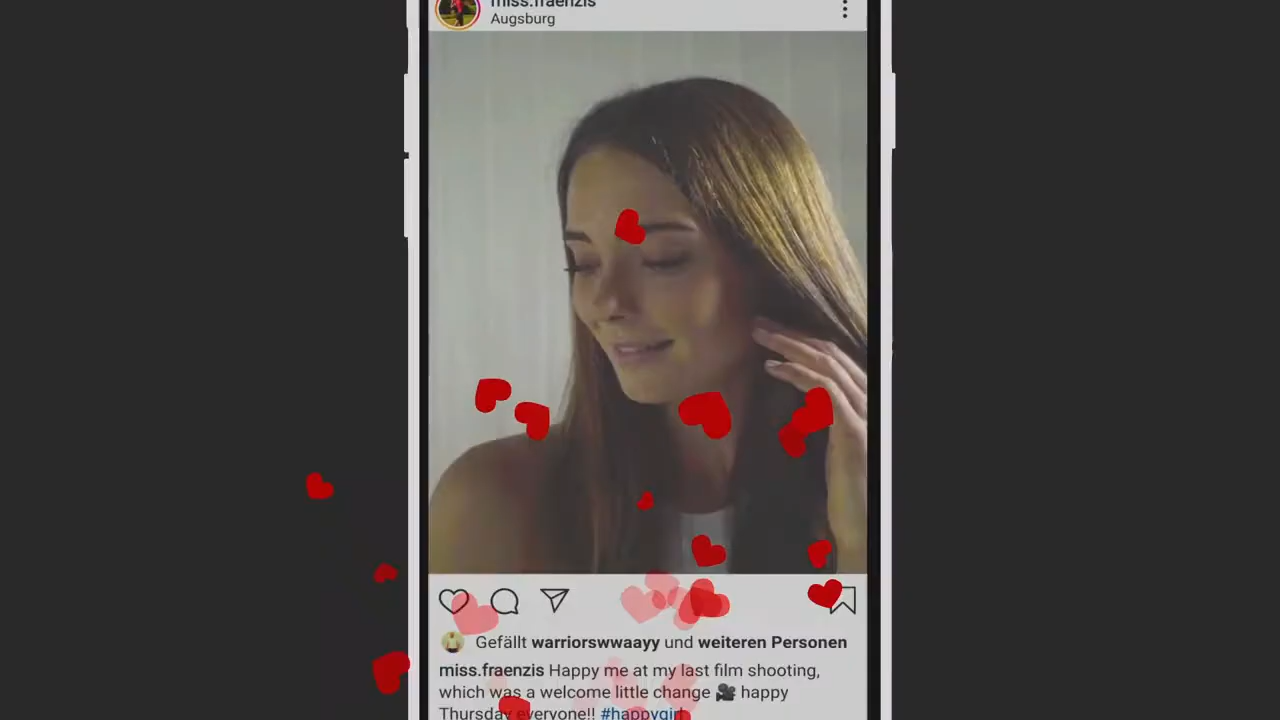 miss.fraenzis
Augsburg
Gefällt warriorswwaayy und weiteren Personen
miss.fraenzis Happy me at my last film shooting,
which was a welcome little change 🎥 happy
Thursday everyone!! #happygirl